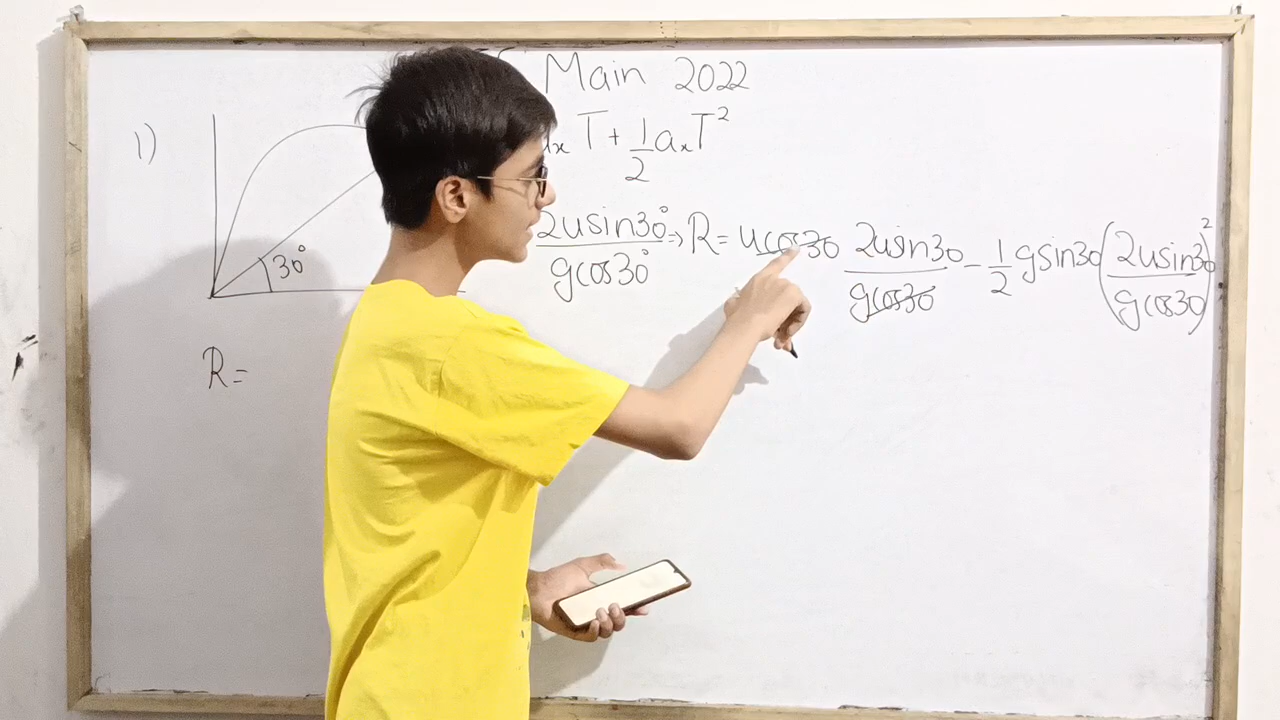 Main 2022
1)
T + 1/2 aₓT²
2usin30°/gcos30° ⇒ R = ucos30 2usin30/gcos30 - 1/2 gsin30 (2usin30/gcos30)²
30°
R =